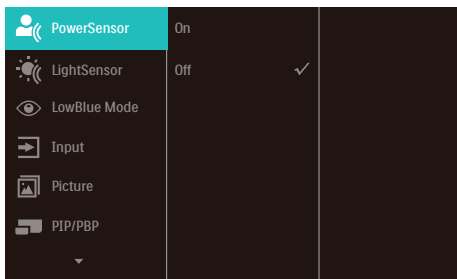 PowerSensor
On
LightSensor
Off
LowBlue Mode
Input
Picture
PIP/PBP